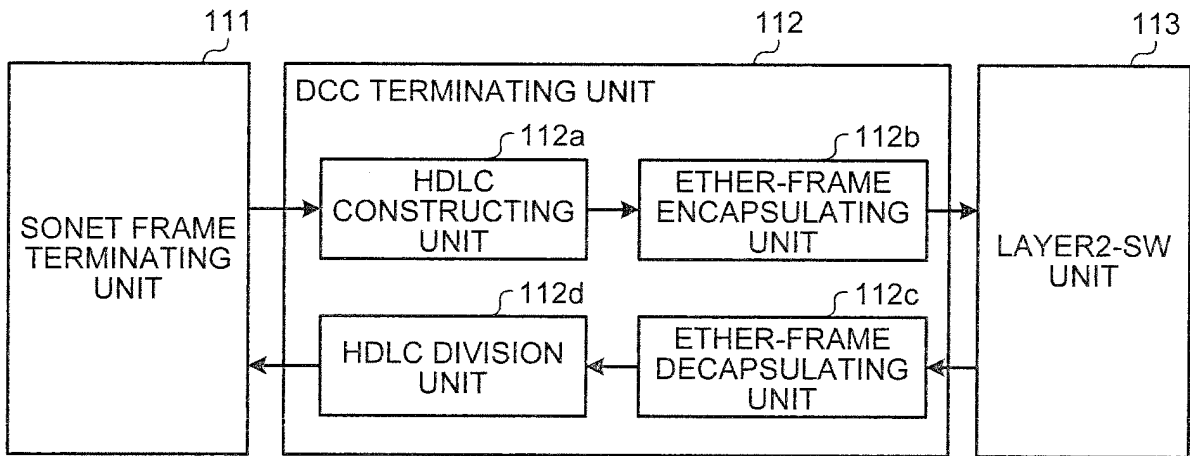 111
112
113
DCC TERMINATING UNIT
112a
112b
HDLC
CONSTRUCTING
UNIT
ETHER-FRAME
ENCAPSULATING
UNIT
SONET FRAME
TERMINATING
UNIT
LAYER2-SW
UNIT
112d
112c
HDLC DIVISION
UNIT
ETHER-FRAME
DECAPSULATING
UNIT